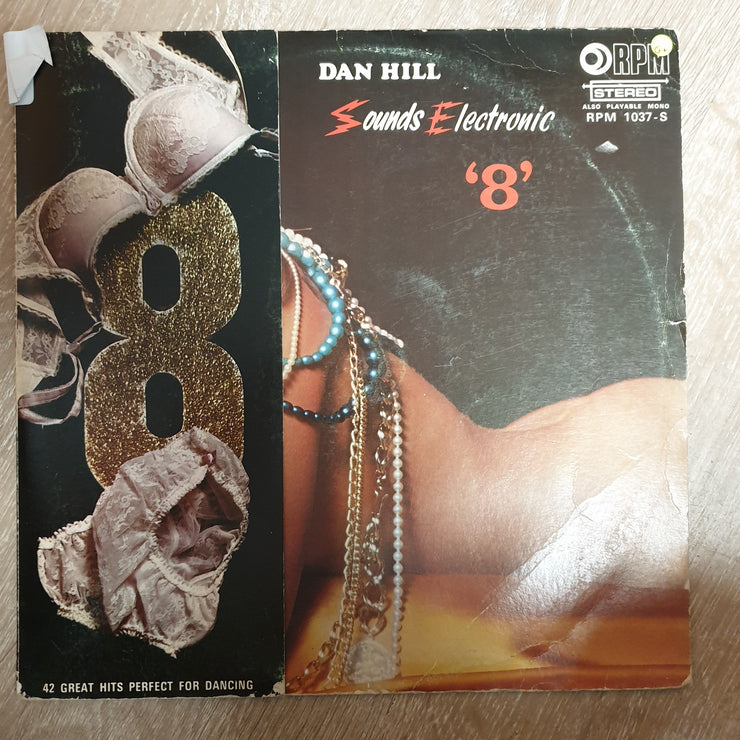 DAN HILL
Sounds Electronic
'8'
RPM
STEREO
ALSO PLAYABLE MONO
RPM 1037-S
8
42 GREAT HITS PERFECT FOR DANCING